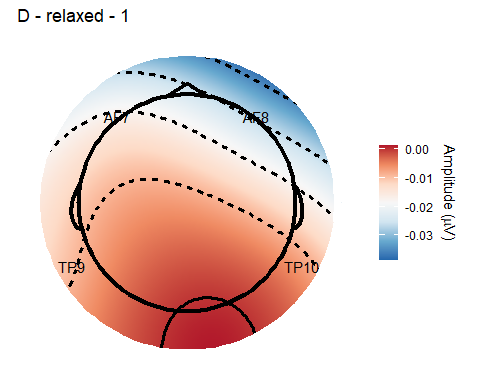 D - relaxed - 1
AF7
AF8
TP9
TP10
0.00
-0.01
-0.02
-0.03
Amplitude (µV)